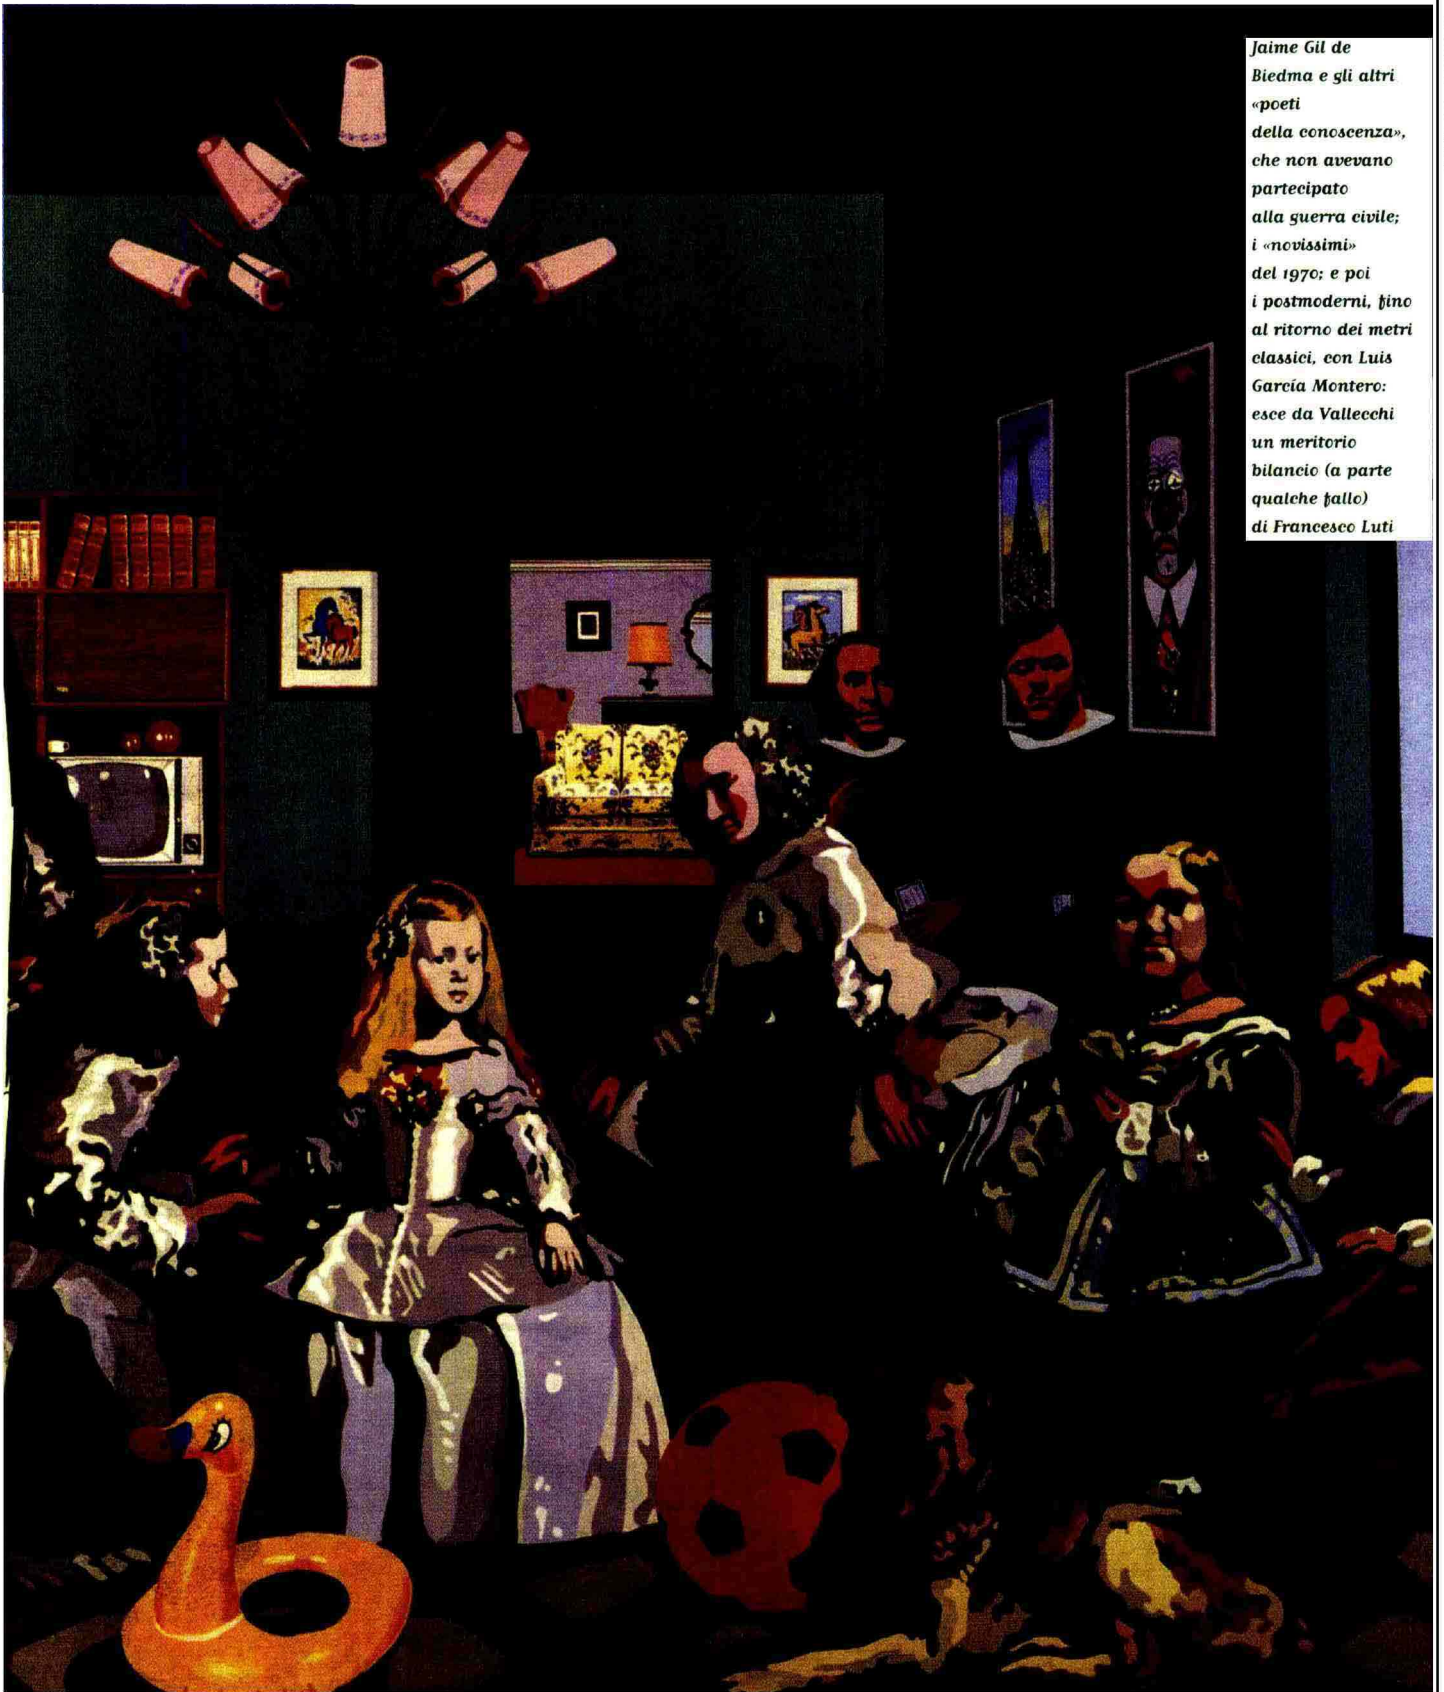 Jaime Gil de
Biedma e gli altri
«poeti
della conoscenza»,
che non avevano
partecipato
alla guerra civile;
i «novissimi»
del 1970; e poi
i postmoderni, fino
al ritorno dei metri
classici, con Luis
García Montero:
esce da Vallecchi
un meritorio
bilancio (a parte
qualche fallo)
di Francesco Luti